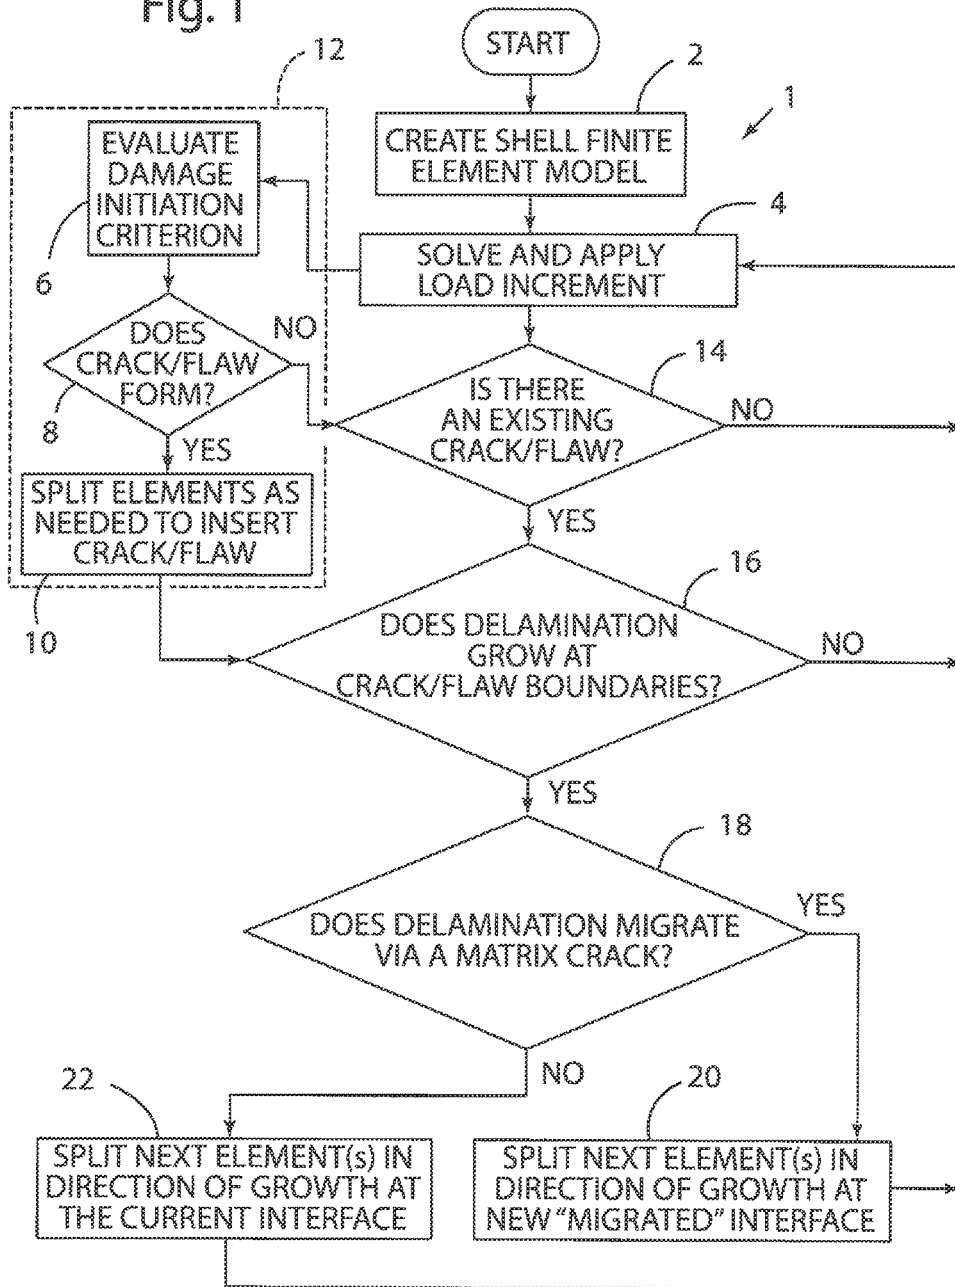 Fig. 1
START
12
2
1
CREATE SHELL FINITE
ELEMENT MODEL
EVALUATE
DAMAGE
INITIATION
CRITERION
4
SOLVE AND APPLY
LOAD INCREMENT
6
DOES
CRACK/FLAW
FORM?
NO
8
YES
14
IS THERE
AN EXISTING
CRACK/FLAW?
NO
YES
SPLIT ELEMENTS AS
NEEDED TO INSERT
CRACK/FLAW
10
16
DOES DELAMINATION
GROW AT
CRACK/FLAW BOUNDARIES?
NO
YES
18
DOES DELAMINATION MIGRATE
VIA A MATRIX CRACK?
YES
NO
22
20
SPLIT NEXT ELEMENT(s) IN
DIRECTION OF GROWTH AT
THE CURRENT INTERFACE
SPLIT NEXT ELEMENT(s) IN
DIRECTION OF GROWTH AT
NEW "MIGRATED" INTERFACE